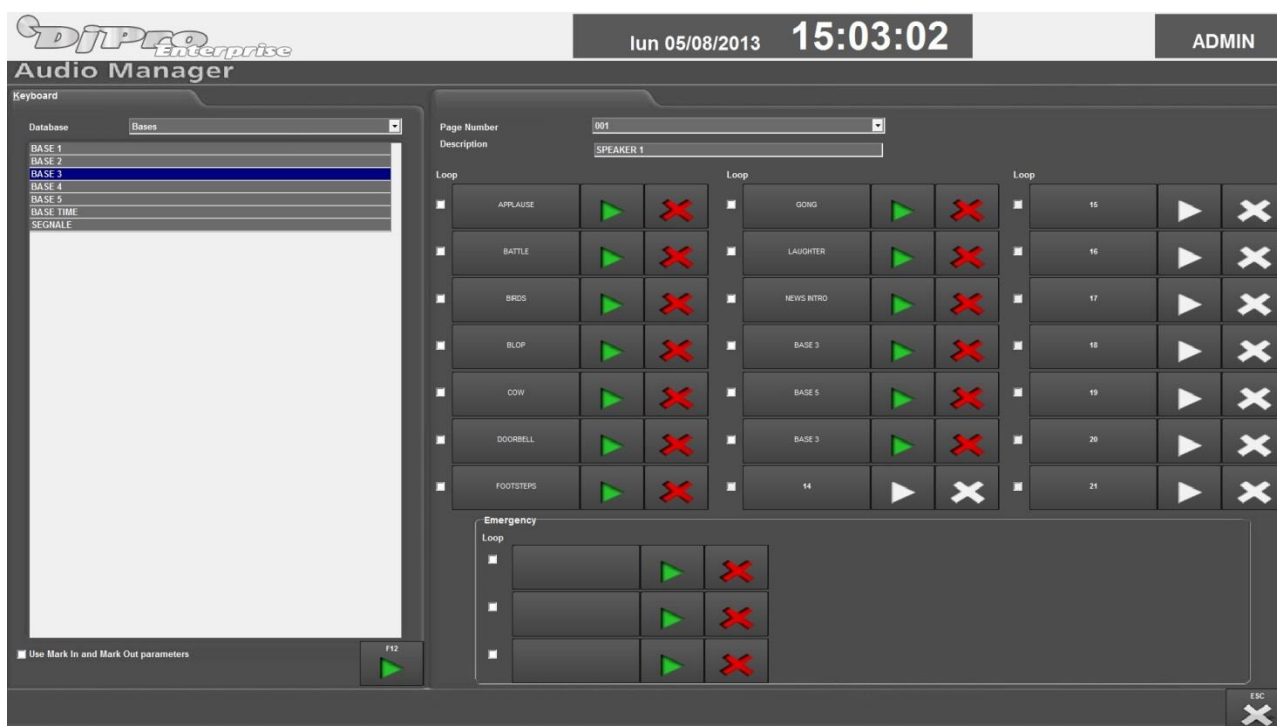 DjPro
Enterprise
lun 05/08/2013 15:03:02
ADMIN
Audio Manager
Keyboard
Database Bases
BASE 1
BASE 2
BASE 3
BASE 4
BASE 5
BASE TIME
SEGNALE
Use Mark In and Mark Out parameters
F12
Page Number 001
Description SPEAKER 1
Loop Loop Loop
APPLAUSE GONG 15
BATTLE LAUGHTER 16
BIRDS NEWS INTRO 17
BLOP BASE 3 18
COW BASE 5 19
DOORBELL BASE 3 20
FOOTSTEPS 14 21
Emergency
Loop
ESC